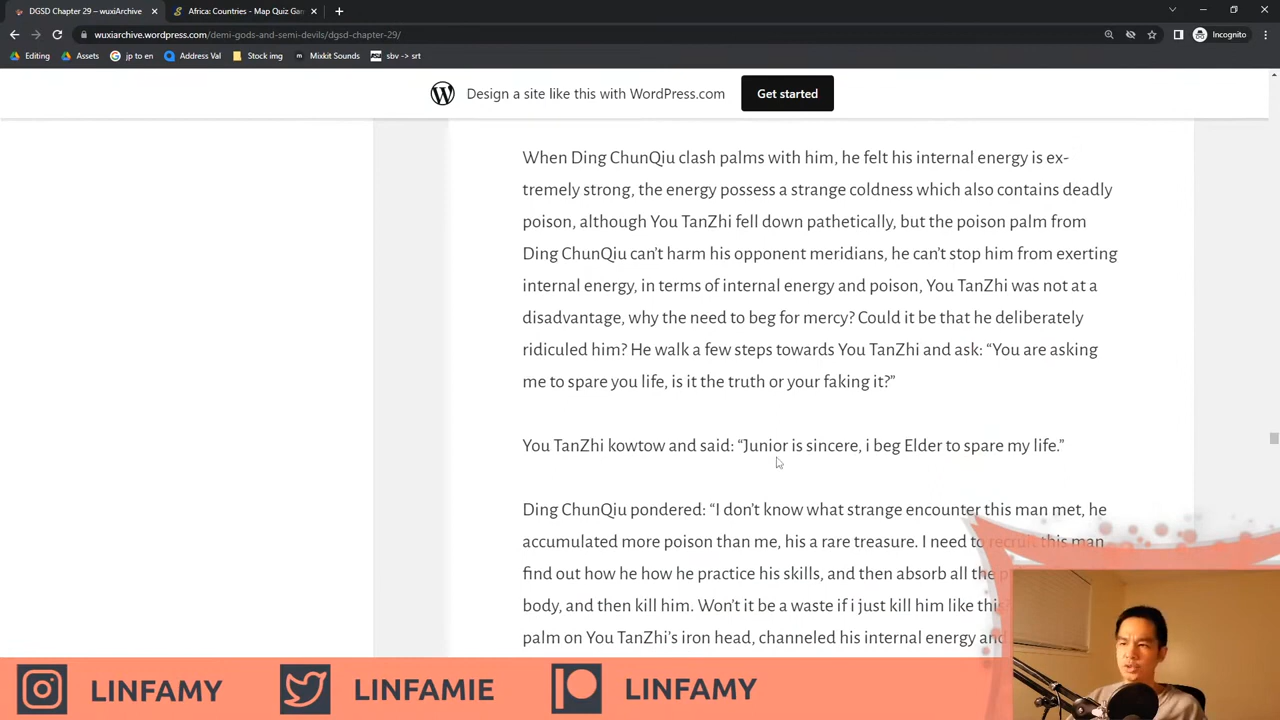 DGSD Chapter 29 – wuxiArchive
Africa: Countries - Map Quiz Gam
wuxiarchive.wordpress.com/demi-gods-and-semi-devils/dgsd-chapter-29/
Incognito
Editing Assets jp to en Address Val Stock img Mixkit Sounds sbv -> srt
Design a site like this with WordPress.com Get started
When Ding ChunQiu clash palms with him, he felt his internal energy is ex-
tremely strong, the energy possess a strange coldness which also contains deadly
poison, although You TanZhi fell down pathetically, but the poison palm from
Ding ChunQiu can’t harm his opponent meridians, he can’t stop him from exerting
internal energy, in terms of internal energy and poison, You TanZhi was not at a
disadvantage, why the need to beg for mercy? Could it be that he deliberately
ridiculed him? He walk a few steps towards You TanZhi and ask: “You are asking
me to spare you life, is it the truth or your faking it?”
You TanZhi kowtow and said: “Junior is sincere, i beg Elder to spare my life.”
Ding ChunQiu pondered: “I don’t know what strange encounter this man met, he
accumulated more poison than me, his a rare treasure. I need to recruit this man
find out how he how he practice his skills, and then absorb all the
body, and then kill him. Won’t it be a waste if i just kill him like this
palm on You TanZhi’s iron head, channeled his internal energy and
LINFAMY LINFAMIE LINFAMY